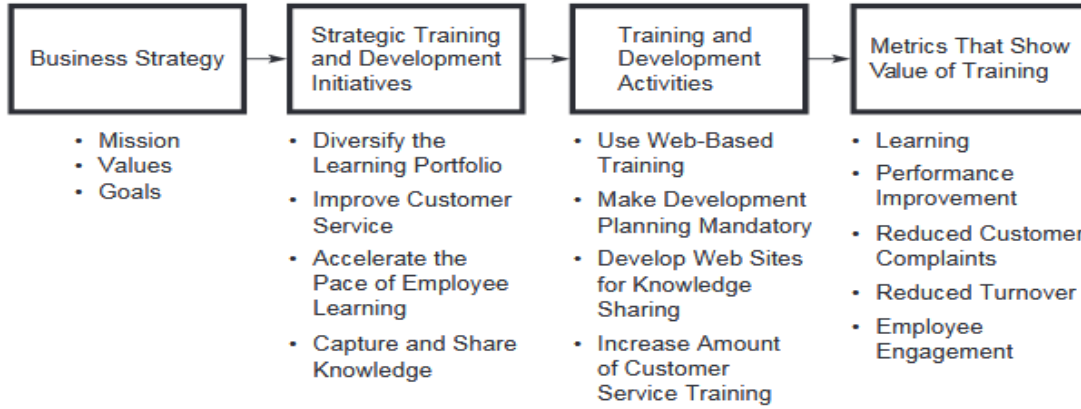 Business Strategy
Strategic Training
and Development
Initiatives
Training and
Development
Activities
Metrics That Show
Value of Training
• Mission
• Values
• Goals
• Diversify the
Learning Portfolio
• Improve Customer
Service
• Accelerate the
Pace of Employee
Learning
• Capture and Share
Knowledge
• Use Web-Based
Training
• Make Development
Planning Mandatory
• Develop Web Sites
for Knowledge
Sharing
• Increase Amount
of Customer
Service Training
• Learning
• Performance
Improvement
• Reduced Customer
Complaints
• Reduced Turnover
• Employee
Engagement